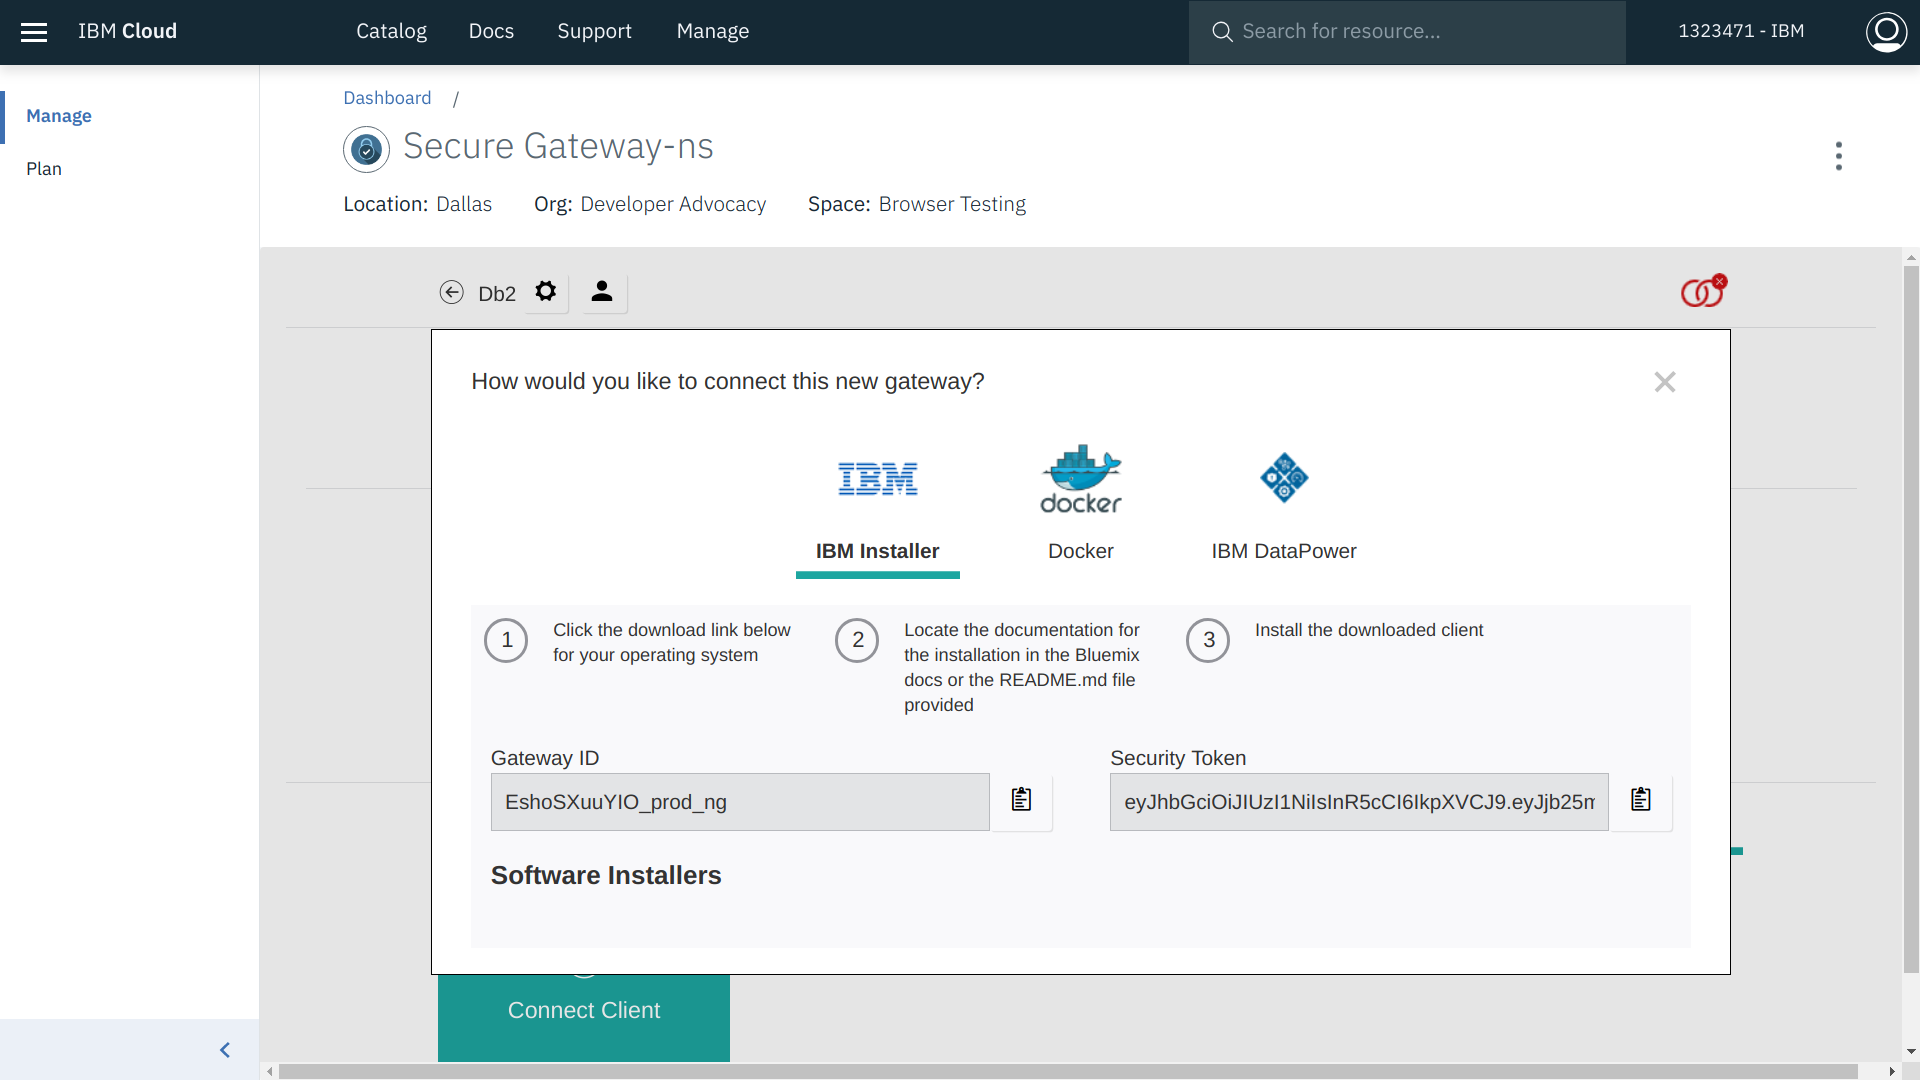 IBM Cloud
Catalog
Docs
Support
Manage
Search for resource...
1323471 - IBM
Manage
Plan
Dashboard /
Secure Gateway-ns
Location: Dallas
Org: Developer Advocacy
Space: Browser Testing
Db2
How would you like to connect this new gateway?
IBM
docker
IBM Installer
Docker
IBM DataPower
1
Click the download link below
for your operating system
2
Locate the documentation for
the installation in the Bluemix
docs or the README.md file
provided
3
Install the downloaded client
Gateway ID
EshoSXuuYIO_prod_ng
Security Token
eyJhbGciOiJIUzI1NiIsInR5cCI6IkpXVCJ9.eyJjb25m
Software Installers
Connect Client